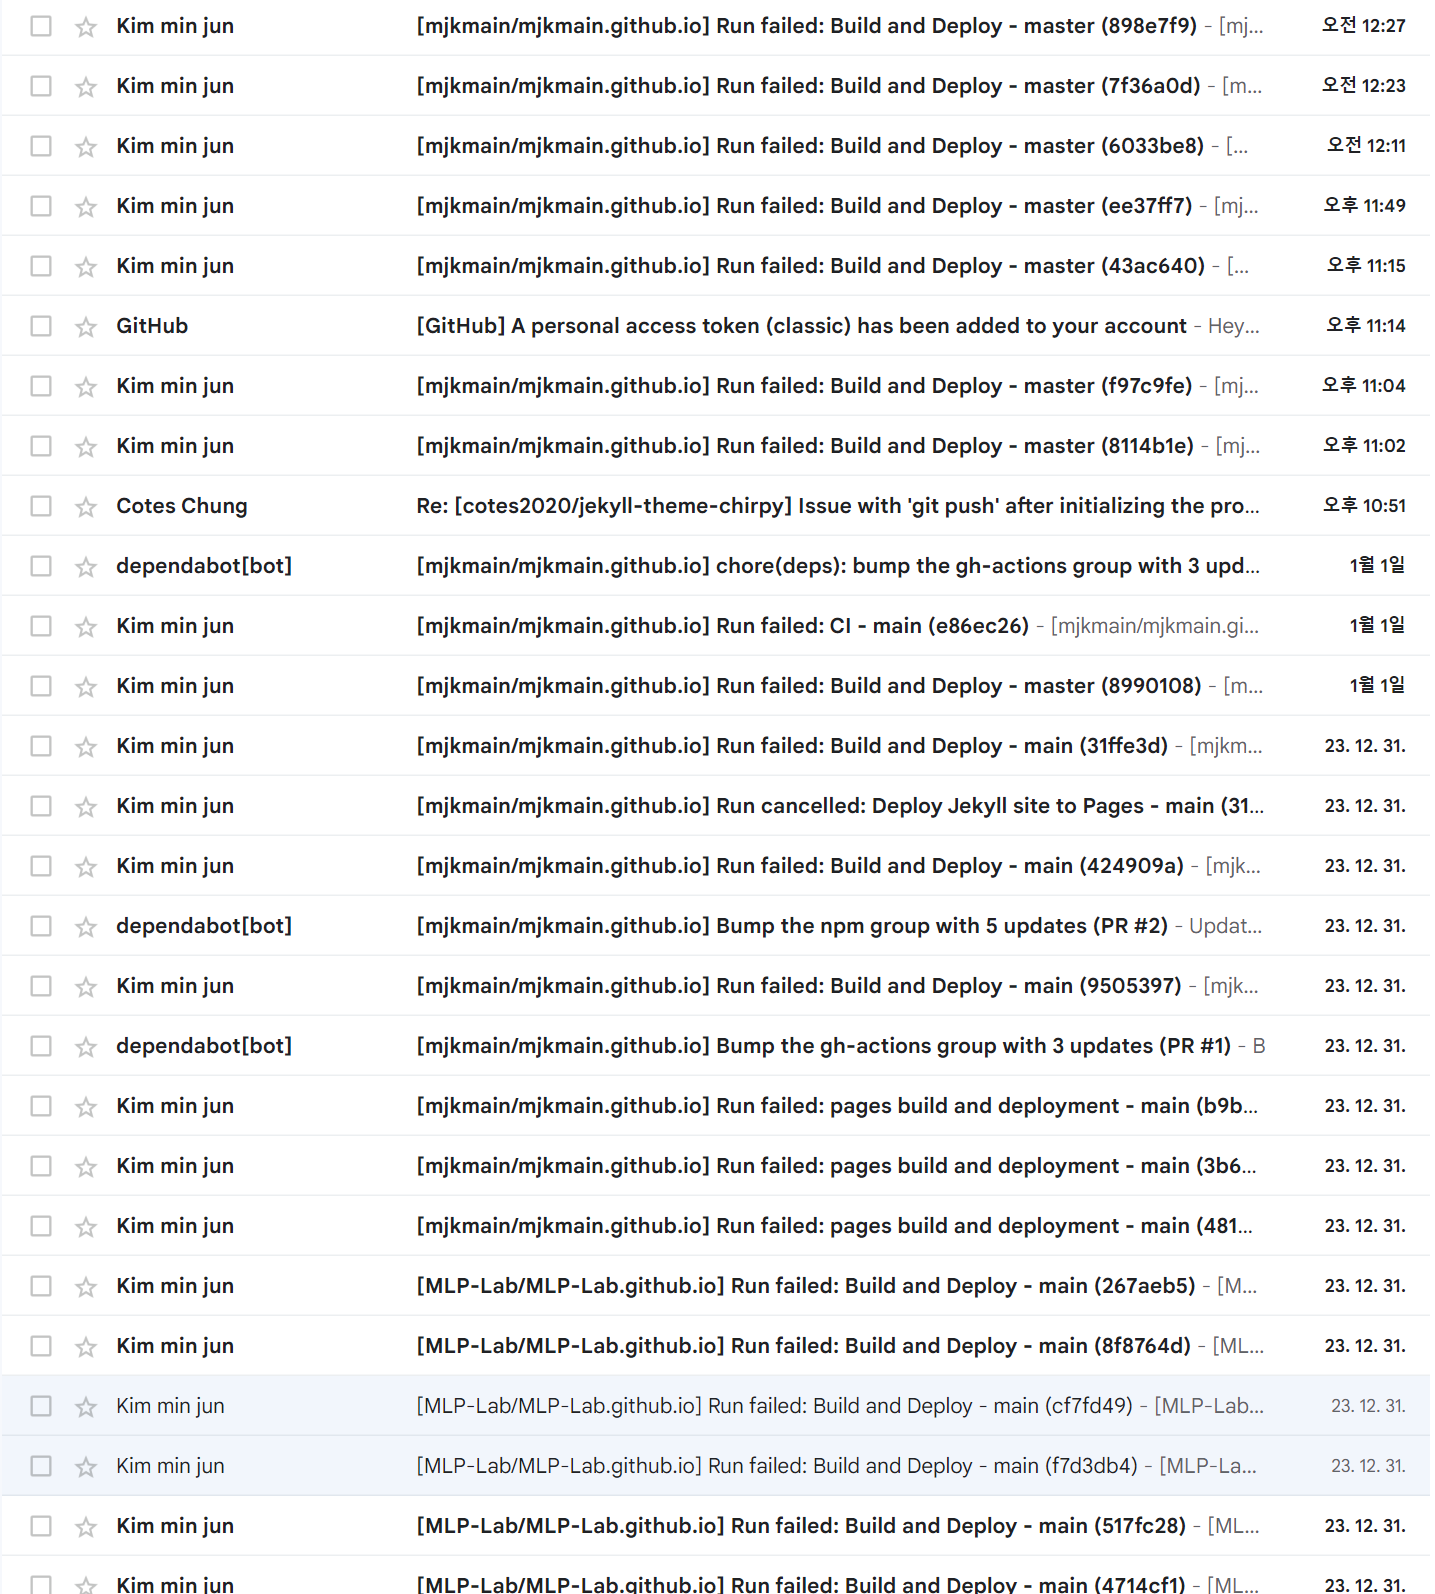 Kim min jun [mjkmain/mjkmain.github.io] Run failed: Build and Deploy - master (898e7f9) - [mj... 오전 12:27
Kim min jun [mjkmain/mjkmain.github.io] Run failed: Build and Deploy - master (7f36a0d) - [m... 오전 12:23
Kim min jun [mjkmain/mjkmain.github.io] Run failed: Build and Deploy - master (6033be8) - [... 오전 12:11
Kim min jun [mjkmain/mjkmain.github.io] Run failed: Build and Deploy - master (ee37ff7) - [mj... 오후 11:49
Kim min jun [mjkmain/mjkmain.github.io] Run failed: Build and Deploy - master (43ac640) - [... 오후 11:15
GitHub [GitHub] A personal access token (classic) has been added to your account - Hey... 오후 11:14
Kim min jun [mjkmain/mjkmain.github.io] Run failed: Build and Deploy - master (f97c9fe) - [mj... 오후 11:04
Kim min jun [mjkmain/mjkmain.github.io] Run failed: Build and Deploy - master (8114b1e) - [mj... 오후 11:02
Cotes Chung Re: [cotes2020/jekyll-theme-chirpy] Issue with 'git push' after initializing the pro... 오후 10:51
dependabot[bot] [mjkmain/mjkmain.github.io] chore(deps): bump the gh-actions group with 3 upd... 1월 1일
Kim min jun [mjkmain/mjkmain.github.io] Run failed: CI - main (e86ec26) - [mjkmain/mjkmain.gi... 1월 1일
Kim min jun [mjkmain/mjkmain.github.io] Run failed: Build and Deploy - master (8990108) - [m... 1월 1일
Kim min jun [mjkmain/mjkmain.github.io] Run failed: Build and Deploy - main (31ffe3d) - [mjkm... 23. 12. 31.
Kim min jun [mjkmain/mjkmain.github.io] Run cancelled: Deploy Jekyll site to Pages - main (31... 23. 12. 31.
Kim min jun [mjkmain/mjkmain.github.io] Run failed: Build and Deploy - main (424909a) - [mjk... 23. 12. 31.
dependabot[bot] [mjkmain/mjkmain.github.io] Bump the npm group with 5 updates (PR #2) - Updat... 23. 12. 31.
Kim min jun [mjkmain/mjkmain.github.io] Run failed: Build and Deploy - main (9505397) - [mjk... 23. 12. 31.
dependabot[bot] [mjkmain/mjkmain.github.io] Bump the gh-actions group with 3 updates (PR #1) - B 23. 12. 31.
Kim min jun [mjkmain/mjkmain.github.io] Run failed: pages build and deployment - main (b9b... 23. 12. 31.
Kim min jun [mjkmain/mjkmain.github.io] Run failed: pages build and deployment - main (3b6... 23. 12. 31.
Kim min jun [mjkmain/mjkmain.github.io] Run failed: pages build and deployment - main (481... 23. 12. 31.
Kim min jun [MLP-Lab/MLP-Lab.github.io] Run failed: Build and Deploy - main (267aeb5) - [M... 23. 12. 31.
Kim min jun [MLP-Lab/MLP-Lab.github.io] Run failed: Build and Deploy - main (8f8764d) - [ML... 23. 12. 31.
Kim min jun [MLP-Lab/MLP-Lab.github.io] Run failed: Build and Deploy - main (cf7fd49) - [MLP-Lab... 23. 12. 31.
Kim min jun [MLP-Lab/MLP-Lab.github.io] Run failed: Build and Deploy - main (f7d3db4) - [MLP-La... 23. 12. 31.
Kim min jun [MLP-Lab/MLP-Lab.github.io] Run failed: Build and Deploy - main (517fc28) - [ML... 23. 12. 31.
Kim min jun [MLP-Lab/MLP-Lab.github.io] Run failed: Build and Deploy - main (4714cf1) - [ML... 23. 12. 31.